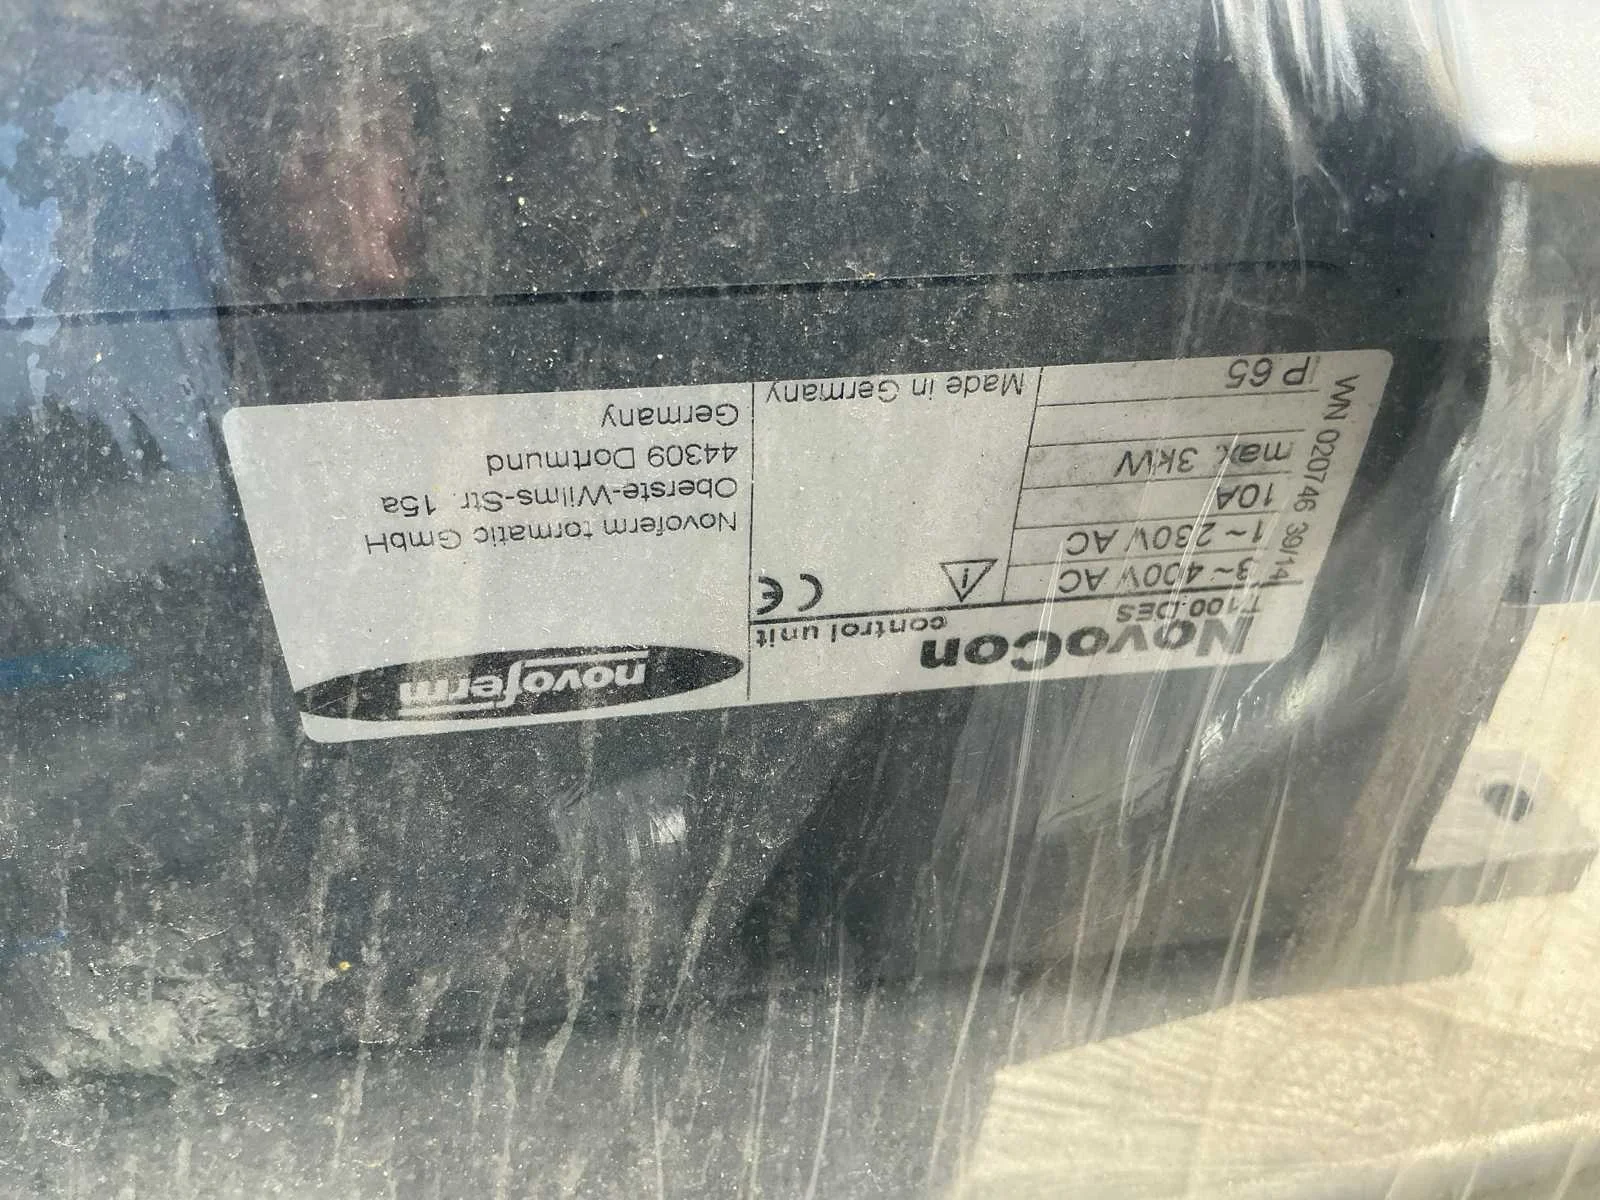 NovoCon
T100 DES
control unit
3~ 400V AC
1~ 230V AC
10A
max. 3kW
IP 65
WN 020746 39/14
CE
Made in Germany
novoferm
Novoferm tormatic GmbH
Oberste-Wilms-Str. 15a
44309 Dortmund
Germany